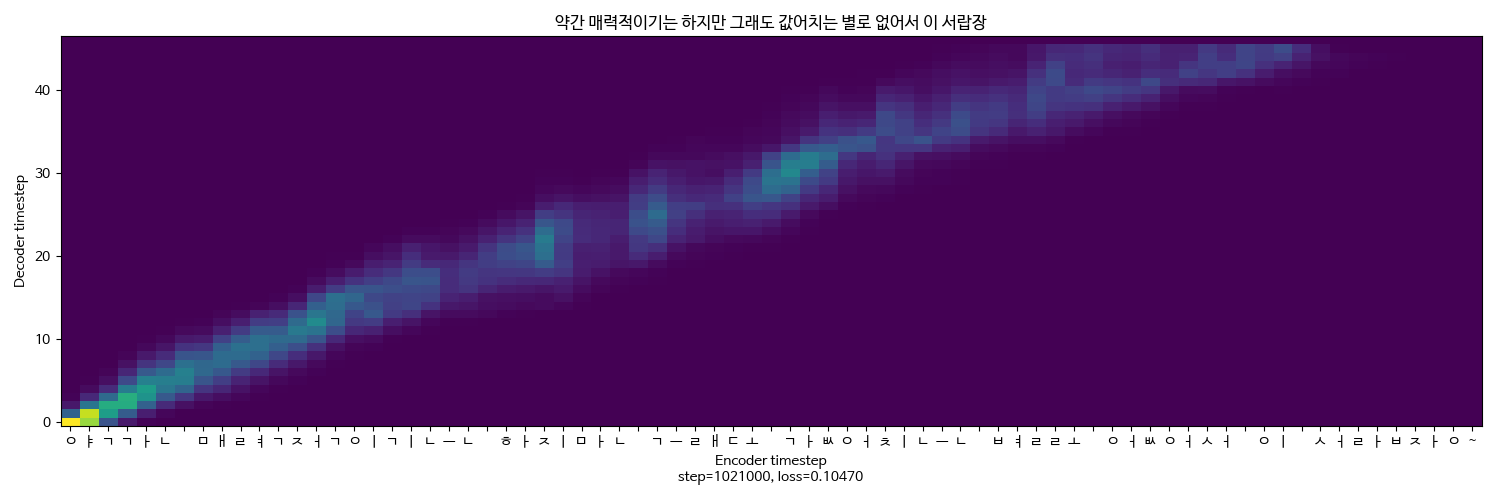 약간 매력적이기는 하지만 그래도 값어치는 별로 없어서 이 서랍장
Decoder timestep
40
30
20
10
0
ㅇ ㅑ ㄱ ㄱ ㅏ ㄴ ㅁ ㅐ ㄹ ㅕ ㄱ ㅈ ㅓ ㄱ ㅇ ㅣ ㄱ ㅣ ㄴ ㅡ ㄴ ㅎ ㅏ ㅈ ㅣ ㅁ ㅏ ㄴ ㄱ ㅡ ㄹ ㅐ ㄷ ㅗ ㄱ ㅏ ㅄ ㅇ ㅓ ㅊ ㅣ ㄴ ㅡ ㄴ ㅂ ㅕ ㄹ ㄹ ㅗ ㅇ ㅓ ㅄ ㅇ ㅓ ㅅ ㅓ ㅇ ㅣ ㅅ ㅓ ㄹ ㅏ ㅂ ㅈ ㅏ ㅇ ~
Encoder timestep
step=1021000, loss=0.10470